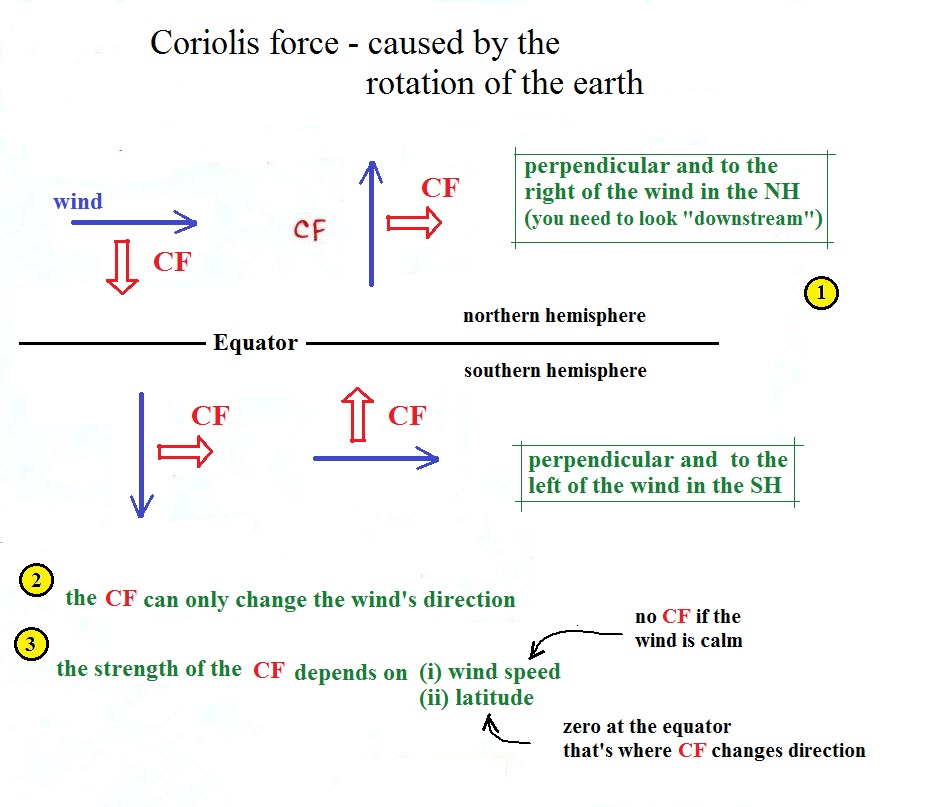 Coriolis force - caused by the
rotation of the earth
perpendicular and to the
right of the wind in the NH
(you need to look "downstream")
wind
CF
CF
CF
1
northern hemisphere
Equator
southern hemisphere
CF
CF
perpendicular and to the
left of the wind in the SH
2
the CF can only change the wind's direction
3
the strength of the CF depends on (i) wind speed
(ii) latitude
no CF if the
wind is calm
zero at the equator
that's where CF changes direction